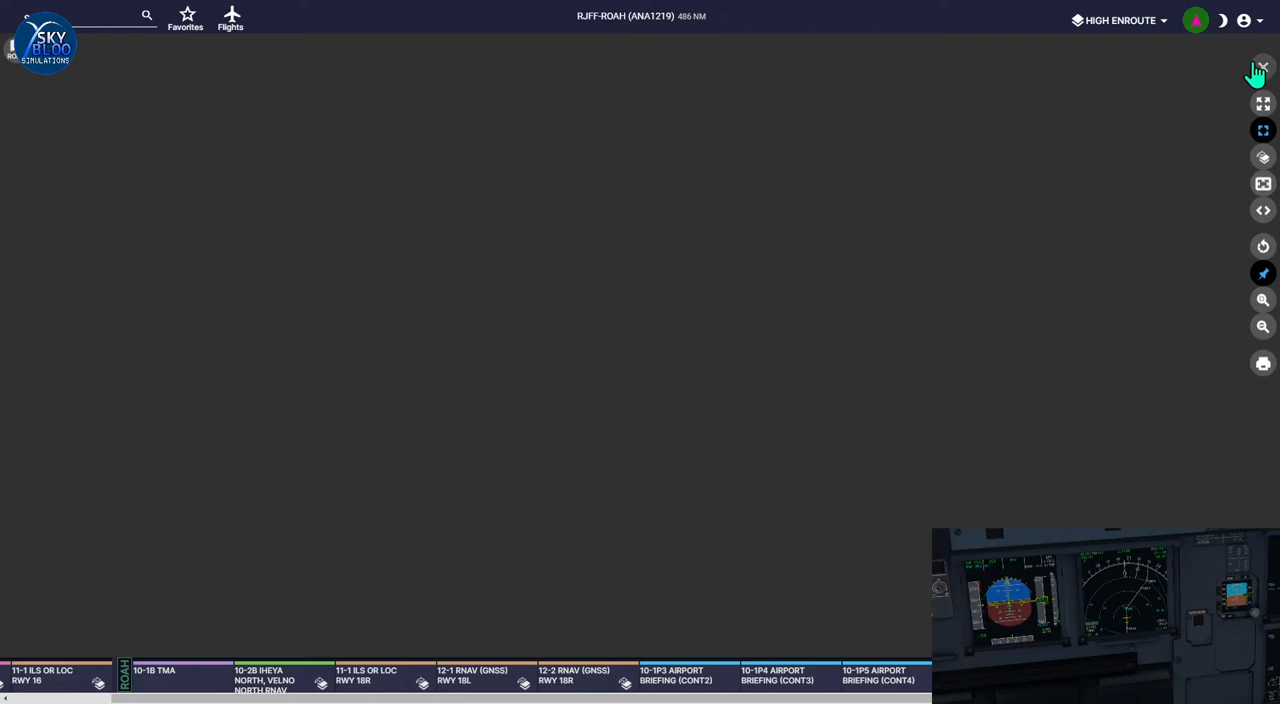 RJFF-ROAH (ANA1219) 486 NM
HIGH ENROUTE
Favorites
Flights
SKY
BLOO
SIMULATIONS
11-1 ILS OR LOC
RWY 16
ROAH
10-1B TMA
10-2B IHEYA
NORTH, VELNO
NORTH RNAV
11-1 ILS OR LOC
RWY 18R
12-1 RNAV (GNSS)
RWY 18L
12-2 RNAV (GNSS)
RWY 18R
10-1P3 AIRPORT
BRIEFING (CONT2)
10-1P4 AIRPORT
BRIEFING (CONT3)
10-1P5 AIRPORT
BRIEFING (CONT4)